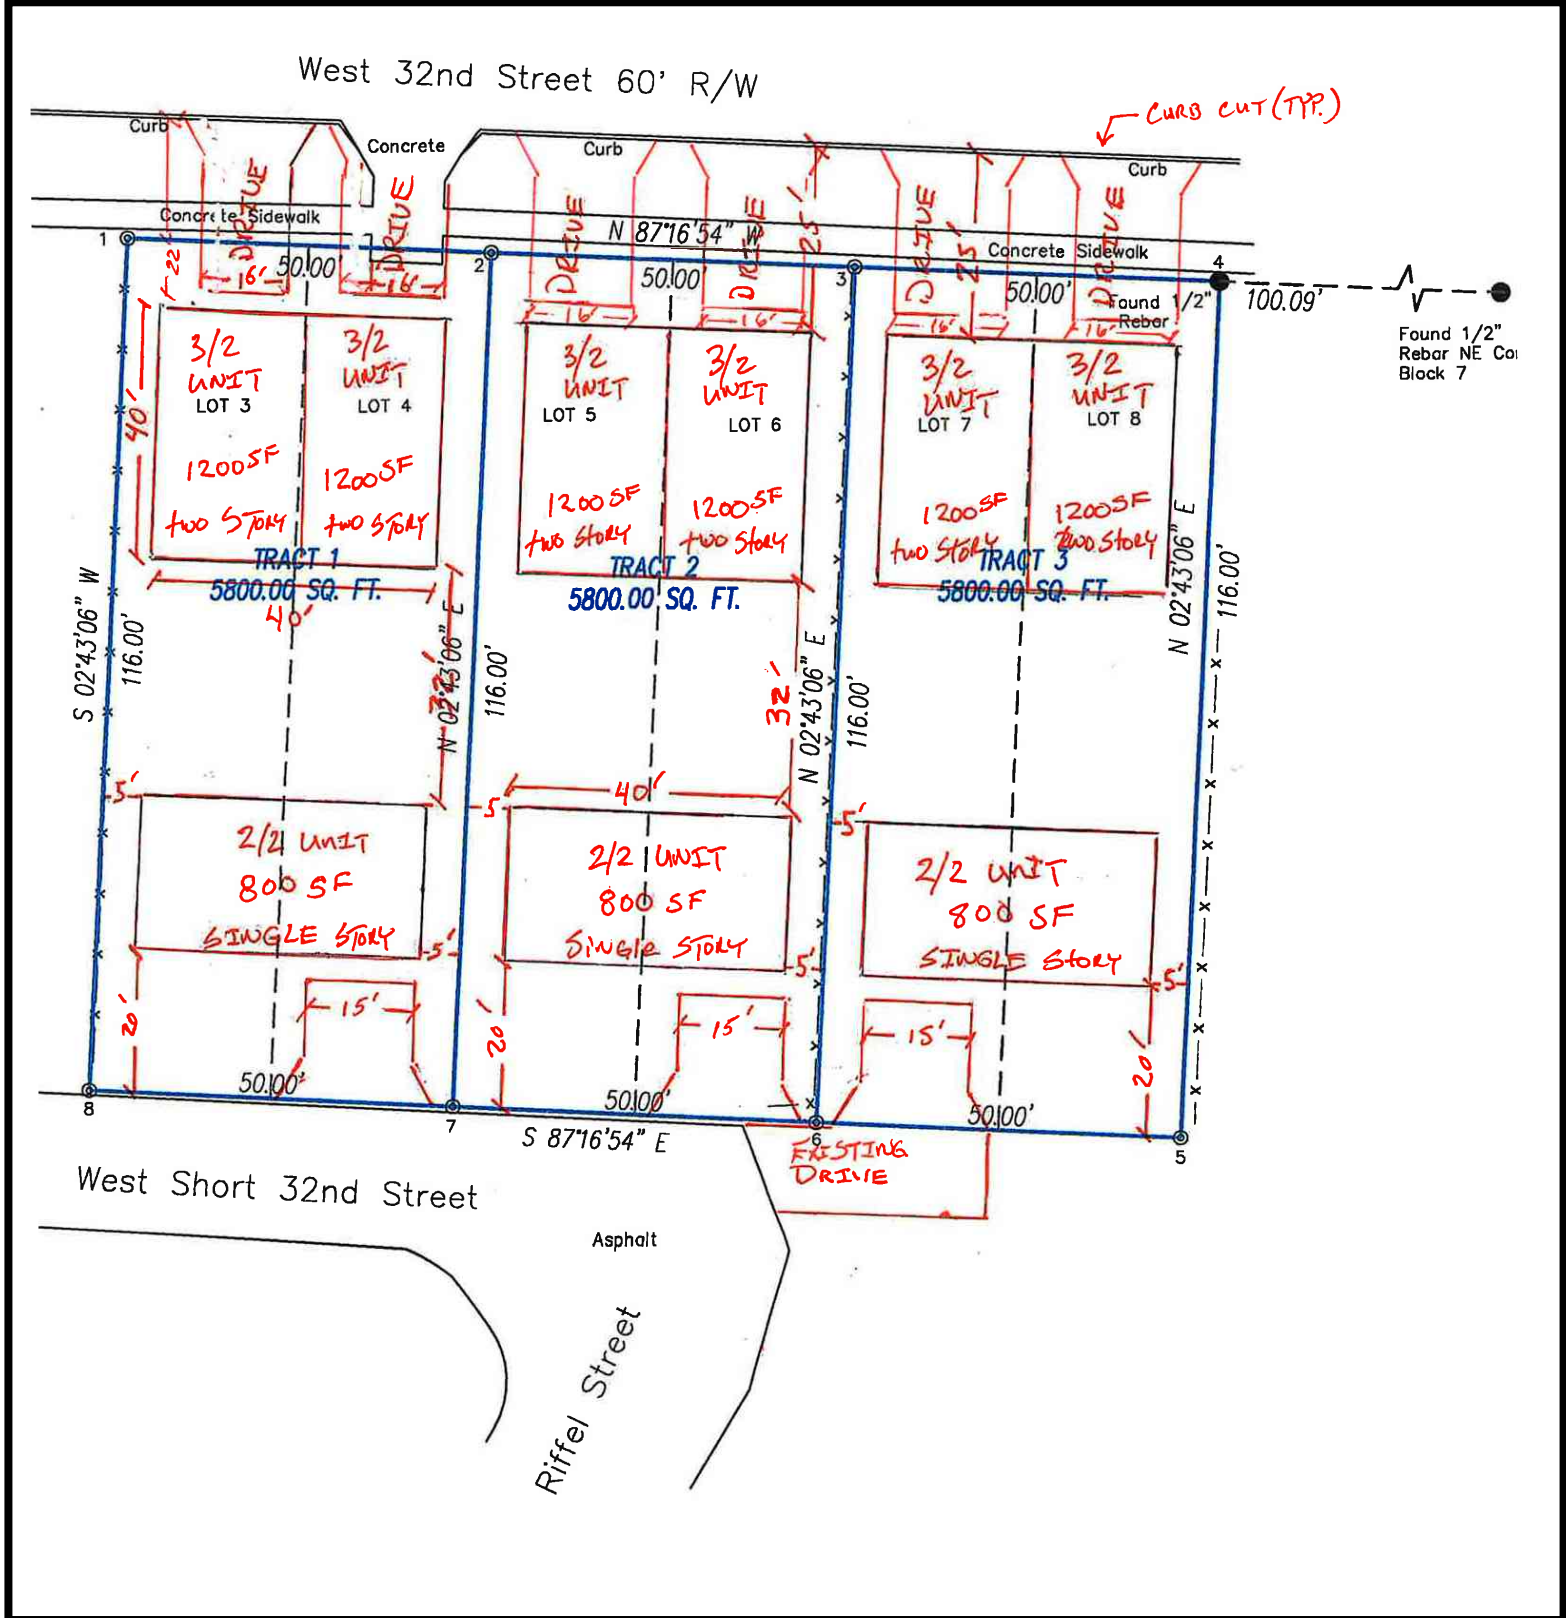 West 32nd Street 60' R/W
CURB CUT (TYP.)
Curb
Concrete
Curb
Curb
DRIVE
DRIVE
DRIVE
DRIVE
DRIVE
DRIVE
25'
25'
Concrete Sidewalk
N 87°16'54" W
Concrete Sidewalk
1
2
3
4
22
50.00'
50.00'
50.00'
100.09'
16'
16'
16'
16'
16'
16'
Found 1/2"
Rebar
Found 1/2"
Rebar NE Co
Block 7
3/2
UNIT
LOT 3
1200SF
two STORY
3/2
UNIT
LOT 4
1200SF
two STORY
3/2
UNIT
LOT 5
1200SF
two STORY
3/2
UNIT
LOT 6
1200SF
two STORY
3/2
UNIT
LOT 7
1200SF
two STORY
3/2
UNIT
LOT 8
1200SF
two STORY
40'
TRACT 1
5800.00 SQ. FT.
40'
TRACT 2
5800.00 SQ. FT.
TRACT 3
5800.00 SQ. FT.
S 02°43'06" W
116.00'
N 02°43'06" E
32'
116.00'
32'
N 02°43'06" E
116.00'
N 02°43'06" E
116.00'
5'
2/2 UNIT
800 SF
SINGLE STORY
5'
5'
40'
2/2 UNIT
800 SF
SINGLE STORY
5'
5'
2/2 UNIT
800 SF
SINGLE STORY
5'
20'
15'
20'
15'
15'
20'
50.00'
50.00'
50.00'
8
7
6
5
S 87°16'54" E
EXISTING
DRIVE
West Short 32nd Street
Asphalt
Riffel Street